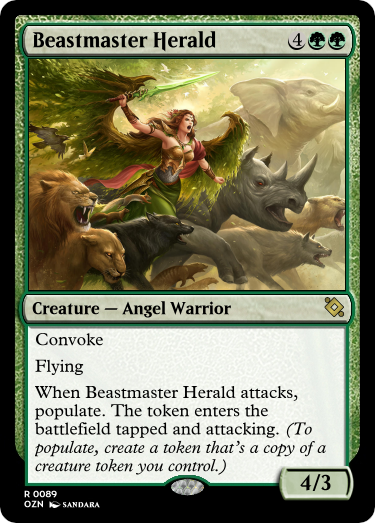 Beastmaster Herald 4
Creature — Angel Warrior
Convoke
Flying
When Beastmaster Herald attacks,
populate. The token enters the
battlefield tapped and attacking. (To
populate, create a token that's a copy of a
creature token you control.)
4/3
R 0089
OZN SANDARA